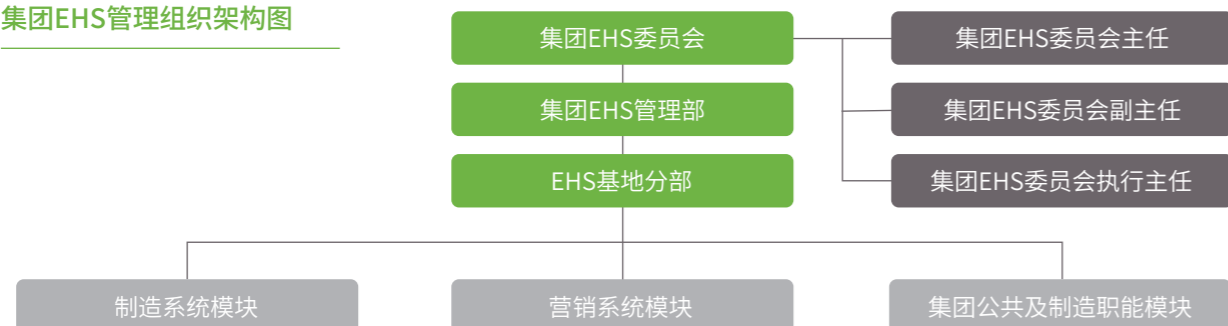 集团EHS管理组织架构图
集团EHS委员会
集团EHS委员会主任
集团EHS管理部
集团EHS委员会副主任
EHS基地分部
集团EHS委员会执行主任
制造系统模块
营销系统模块
集团公共及制造职能模块